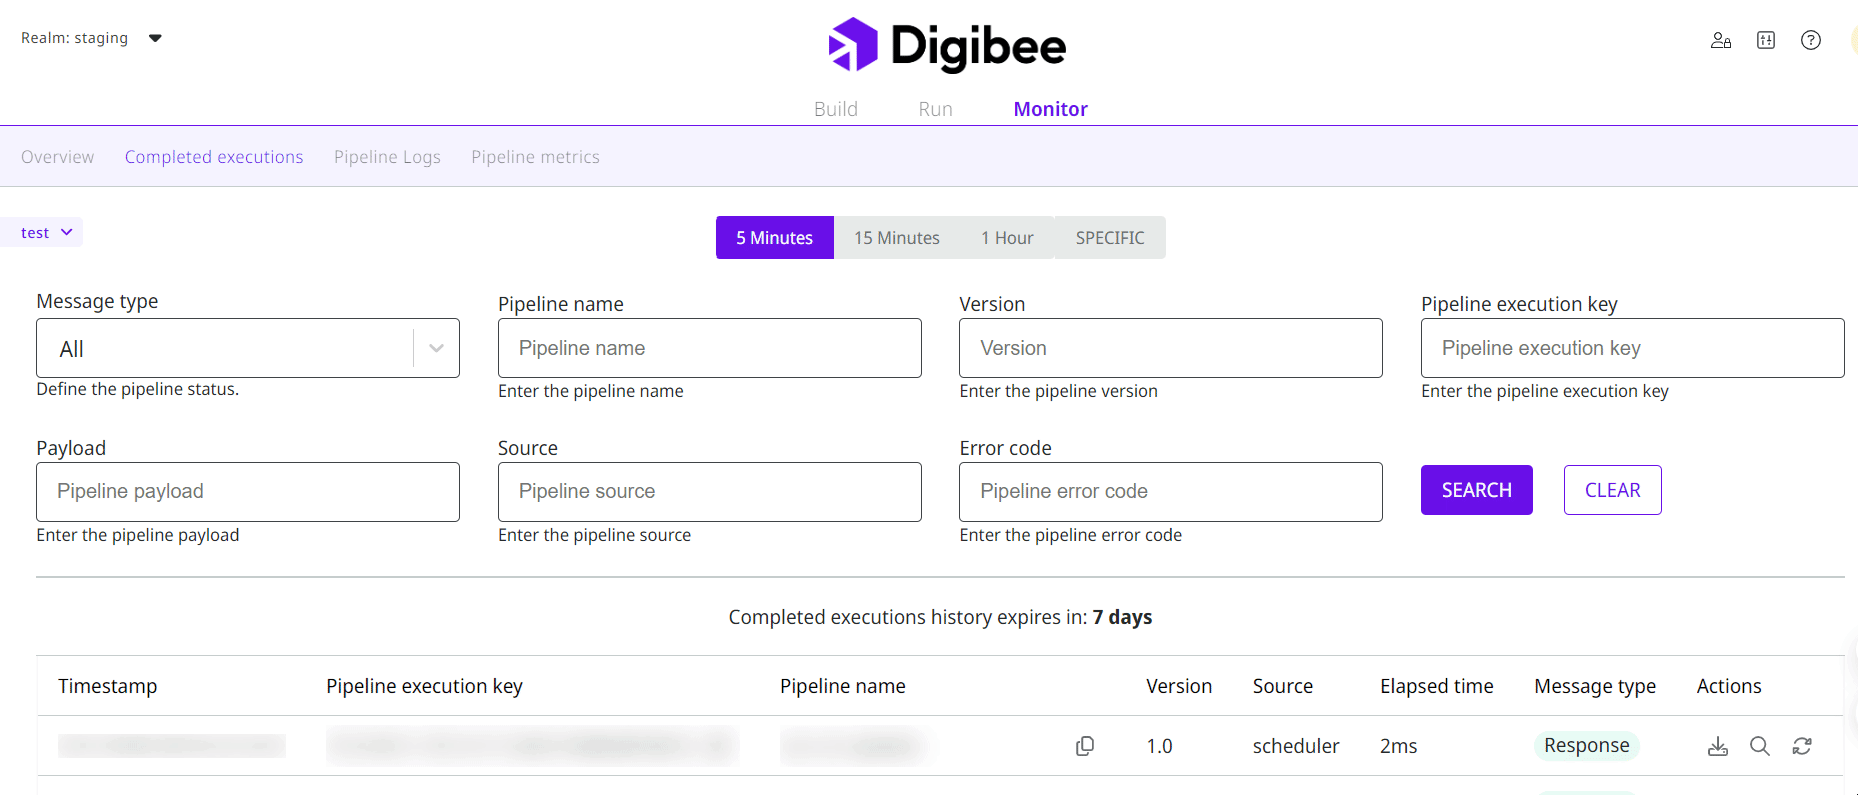 Realm: staging
Digibee
Build Run Monitor
Overview Completed executions Pipeline Logs Pipeline metrics
test
5 Minutes 15 Minutes 1 Hour SPECIFIC
Message type Pipeline name Version Pipeline execution key
All Pipeline name Version Pipeline execution key
Define the pipeline status. Enter the pipeline name Enter the pipeline version Enter the pipeline execution key
Payload Source Error code
Pipeline payload Pipeline source Pipeline error code SEARCH CLEAR
Enter the pipeline payload Enter the pipeline source Enter the pipeline error code
Completed executions history expires in: 7 days
Timestamp Pipeline execution key Pipeline name Version Source Elapsed time Message type Actions
1.0 scheduler 2ms Response